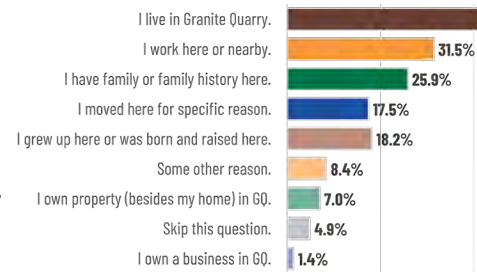 I live in Granite Quarry.
I work here or nearby. 31.5%
I have family or family history here. 25.9%
I moved here for specific reason. 17.5%
I grew up here or was born and raised here. 18.2%
Some other reason. 8.4%
I own property (besides my home) in GQ. 7.0%
Skip this question. 4.9%
I own a business in GQ. 1.4%